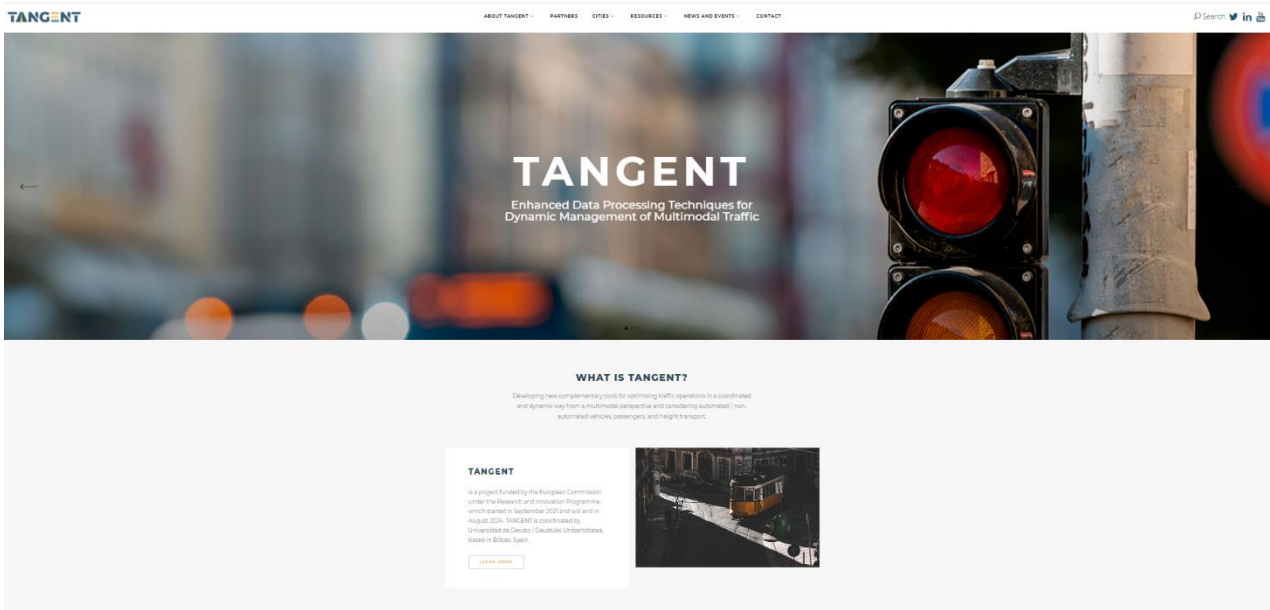 TANGENT
ABOUT TANGENT
PARTNERS
CITIES
RESOURCES
NEWS AND EVENTS
CONTACT
Search
TANGENT
Enhanced Data Processing Techniques for
Dynamic Management of Multimodal Traffic
WHAT IS TANGENT?
Developing new complementary tools for optimising traffic operations in a coordinated
and dynamic way from a multimodal perspective and considering automated / non-
automated vehicles, passengers, and freight transport.
TANGENT
Is a project funded by the European Commission
under the Research and Innovation Programme,
which started in September 2021 and will end in
August 2024. TANGENT is coordinated by
Universidad de Deusto / Deustuko Unibertsitatea,
based in Bilbao, Spain.
LEARN MORE